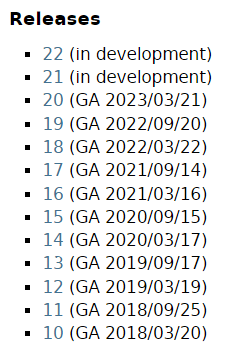 Releases
22 (in development)
21 (in development)
20 (GA 2023/03/21)
19 (GA 2022/09/20)
18 (GA 2022/03/22)
17 (GA 2021/09/14)
16 (GA 2021/03/16)
15 (GA 2020/09/15)
14 (GA 2020/03/17)
13 (GA 2019/09/17)
12 (GA 2019/03/19)
11 (GA 2018/09/25)
10 (GA 2018/03/20)